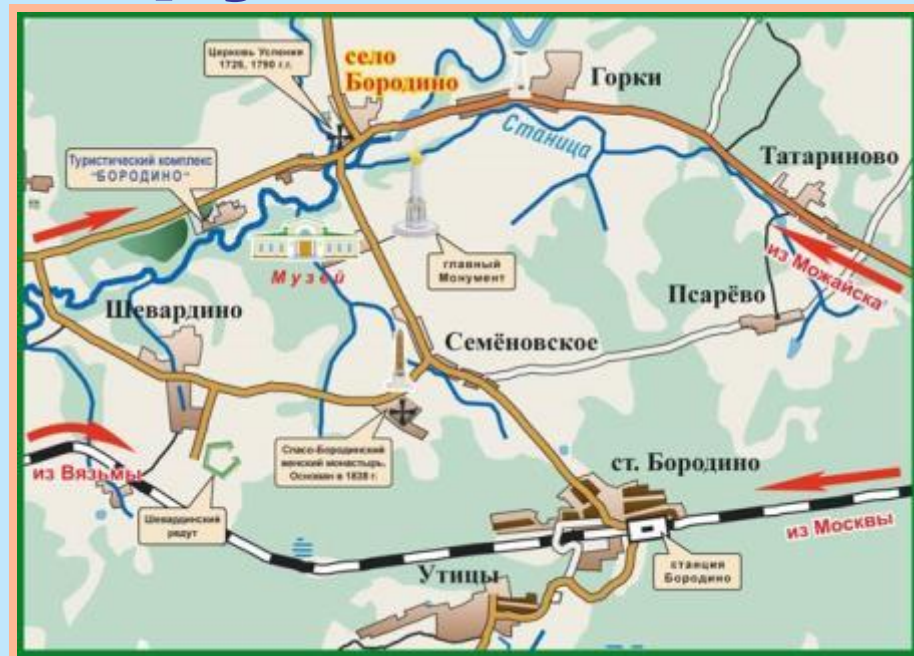 Церковь Успения
1726, 1790 г.г.
село
Бородино
Горки
Станица
Туристический комплекс
"БОРОДИНО"
Татариново
из Можайска
главный
Монумент
Музей
Псарёво
Шевардино
Семёновское
Спасо-Бородинский
женский монастырь,
Основан в 1838 г.
ст. Бородино
из Вязьмы
Шевардинский
редут
из Москвы
Утицы
станция
Бородино